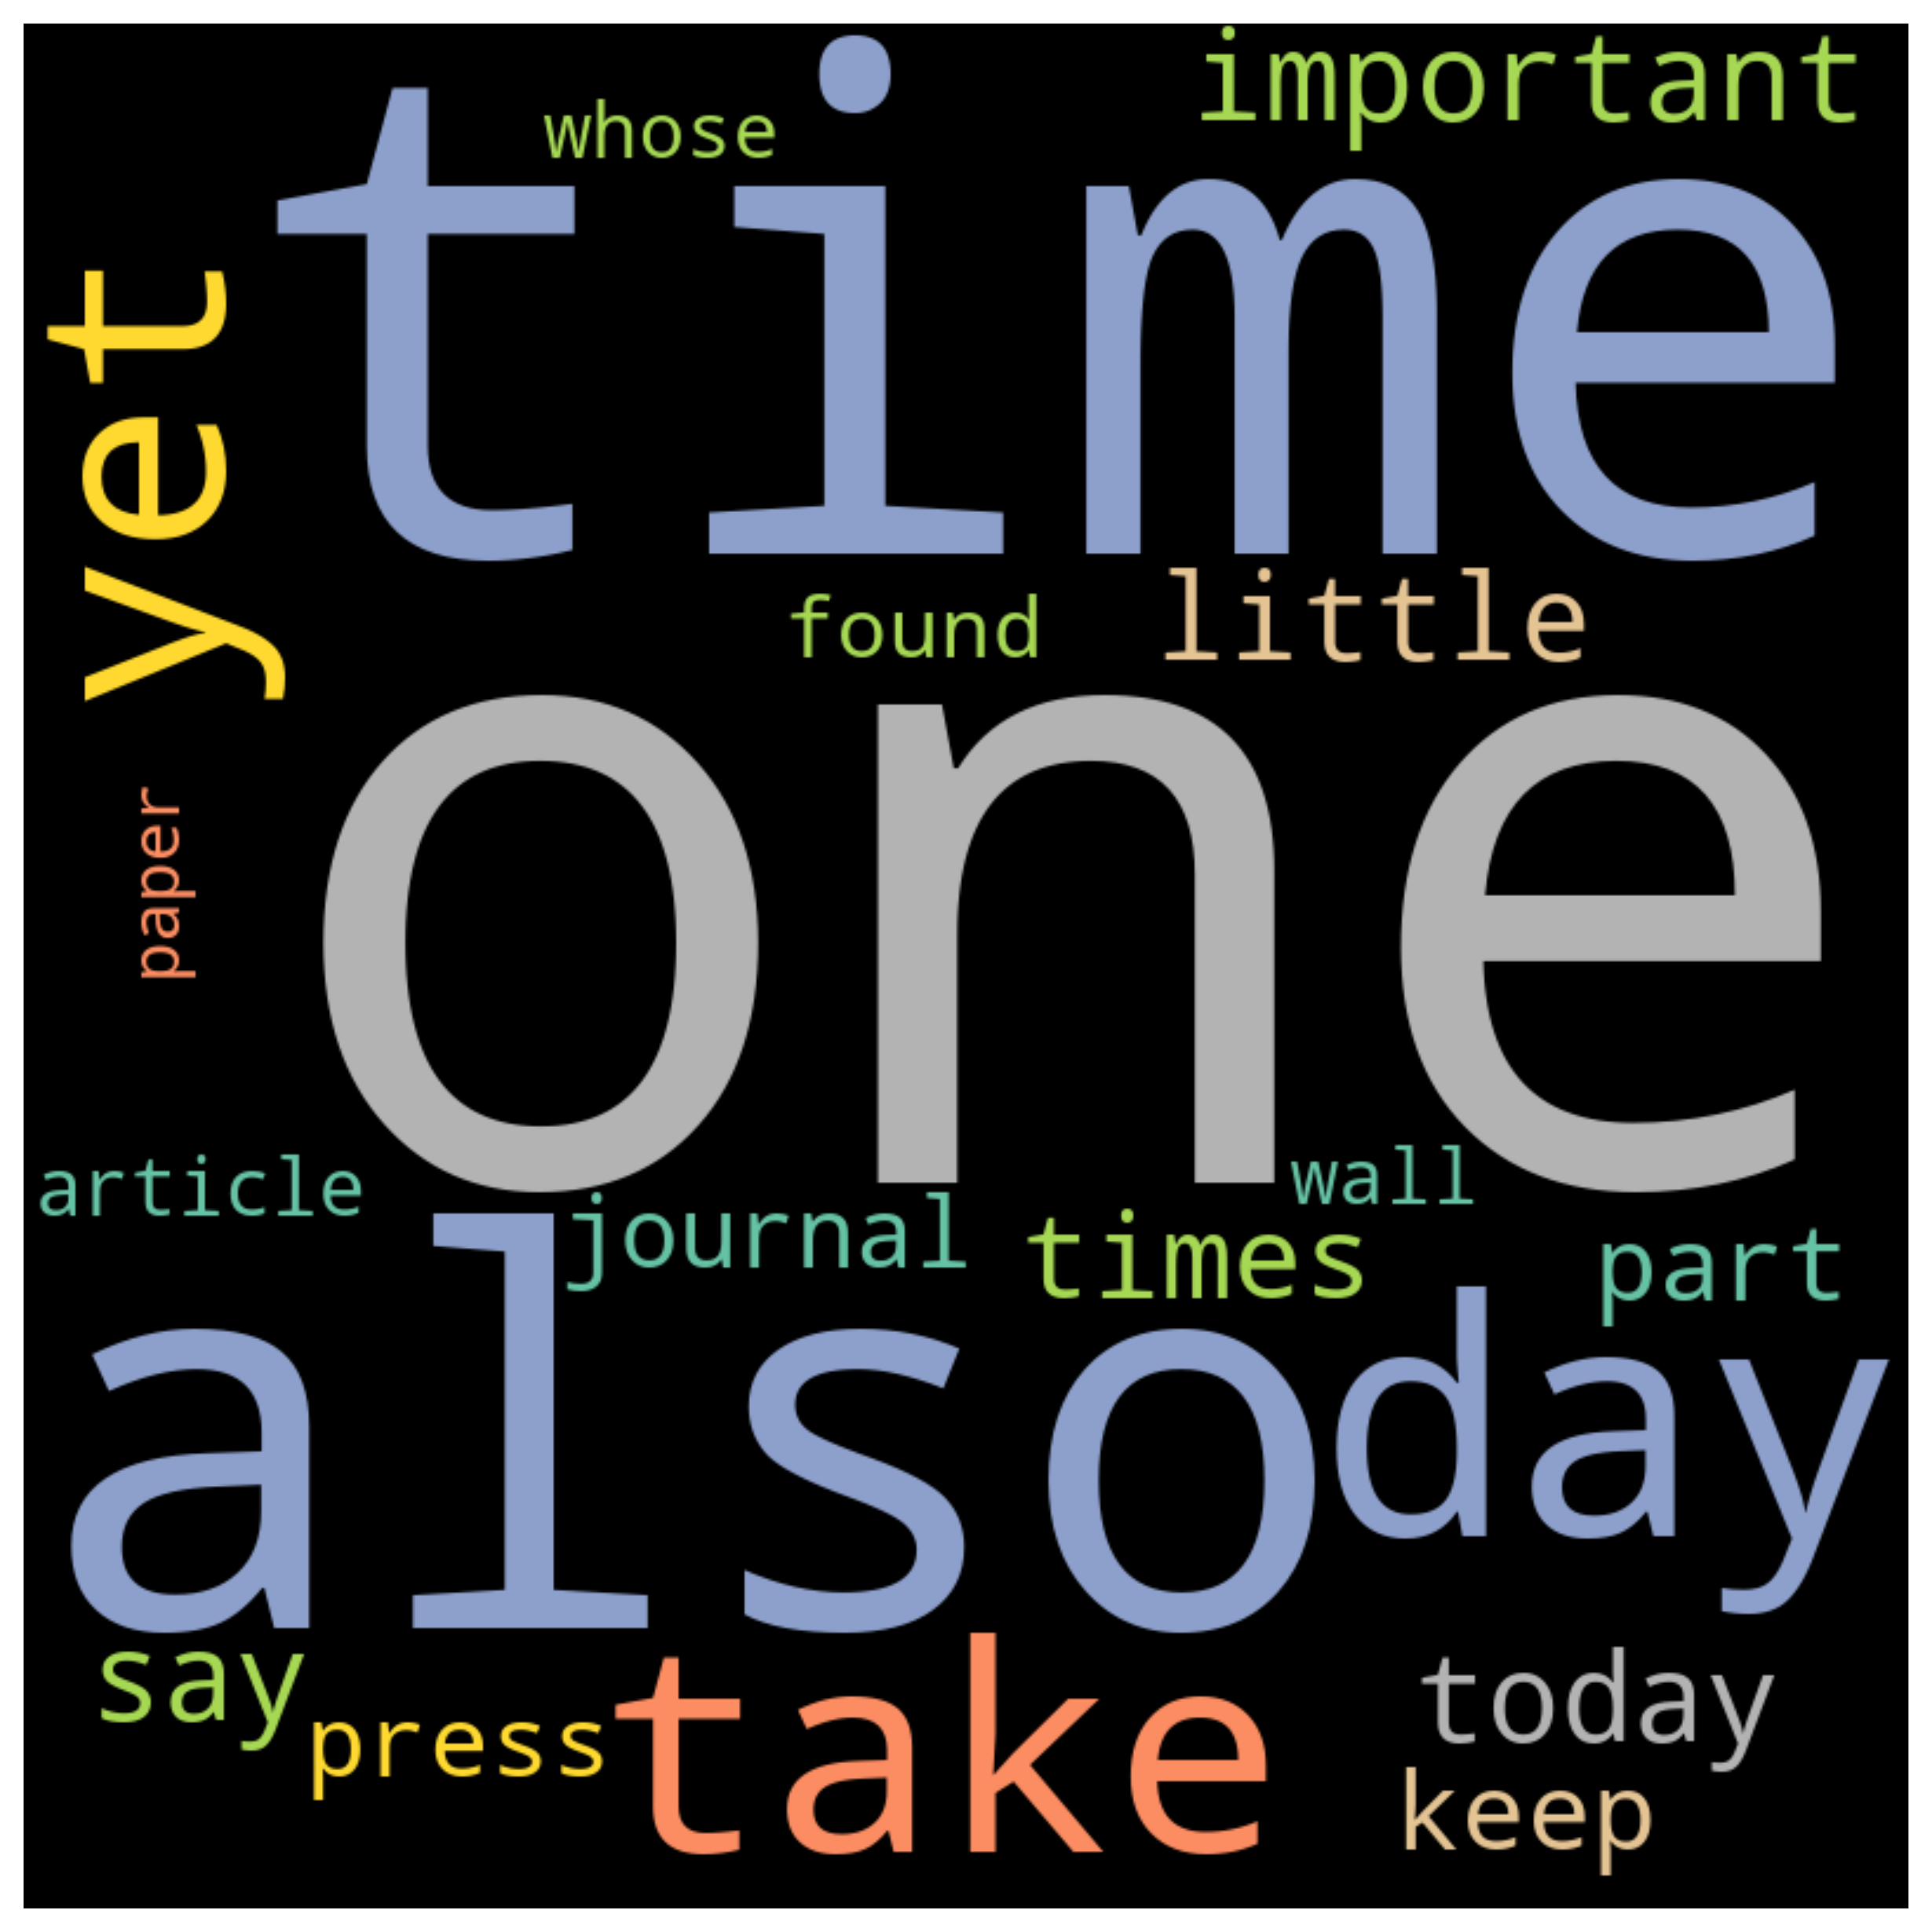 important
whose
time
yet
found
little
one
paper
article
journal
wall
times
part
also
day
say
press
take
today
keep